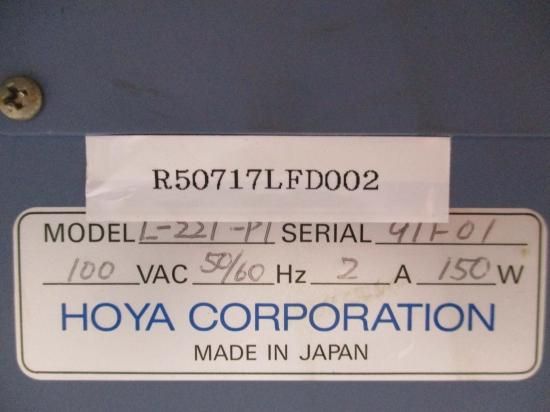 R50717LFD002
MODEL L-221-P1 SERIAL 91F01
100 VAC 50/60 Hz 2 A 150 W
HOYA CORPORATION
MADE IN JAPAN